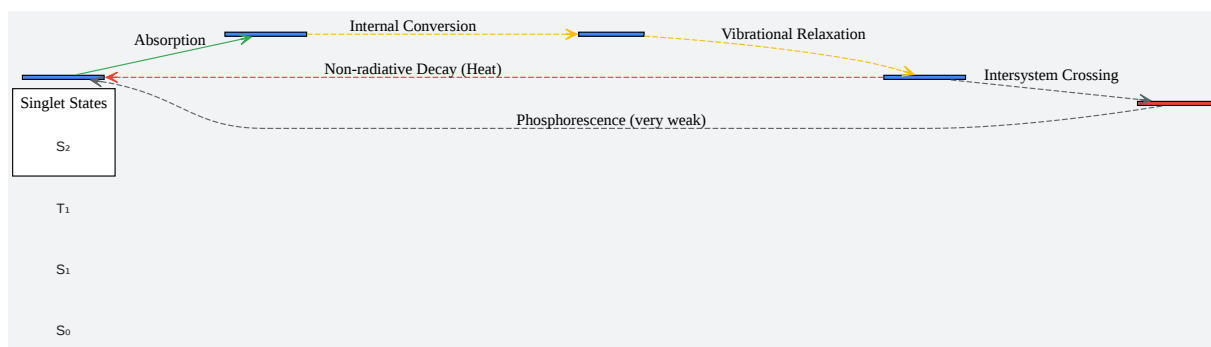 Internal Conversion
Absorption
Vibrational Relaxation
Non-radiative Decay (Heat)
Intersystem Crossing
Singlet States
Phosphorescence (very weak)
S₂
T₁
S₁
S₀